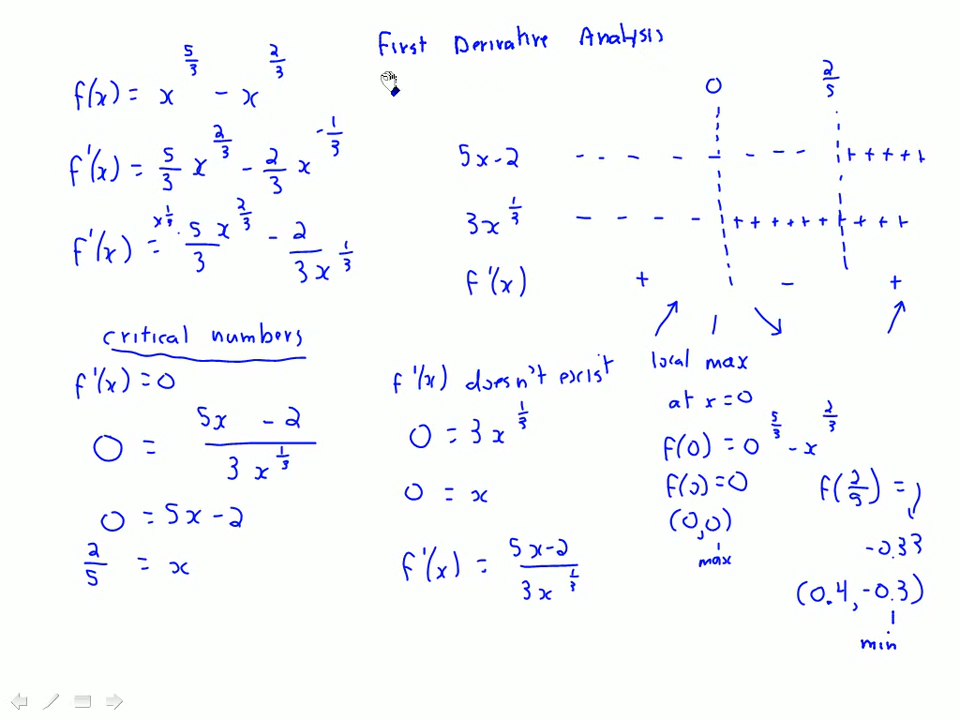 First Derivative Analysis
f(x) = x^(5/3) - x^(2/3)
f'(x) = 5/3 x^(2/3) - 2/3 x^(-1/3)
f'(x) = x^(1/3) · 5x^(2/3) / 3 - 2 / 3x^(1/3)
critical numbers
f'(x) = 0
0 = 5x - 2 / 3x^(1/3)
0 = 5x - 2
2/5 = x
f'(x) doesn't exist
0 = 3x^(1/3)
0 = x
f'(x) = 5x-2 / 3x^(1/3)
0 2/5
5x-2 - - - - - - - - + + + + +
3x^(1/3) - - - - + + + + + + + + + +
f'(x) + - +
local max
at x=0
f(0) = 0^(5/3) - x^(2/3)
f(0) = 0
(0,0)
max
f(2/5) =
-0.33
(0.4, -0.3)
min